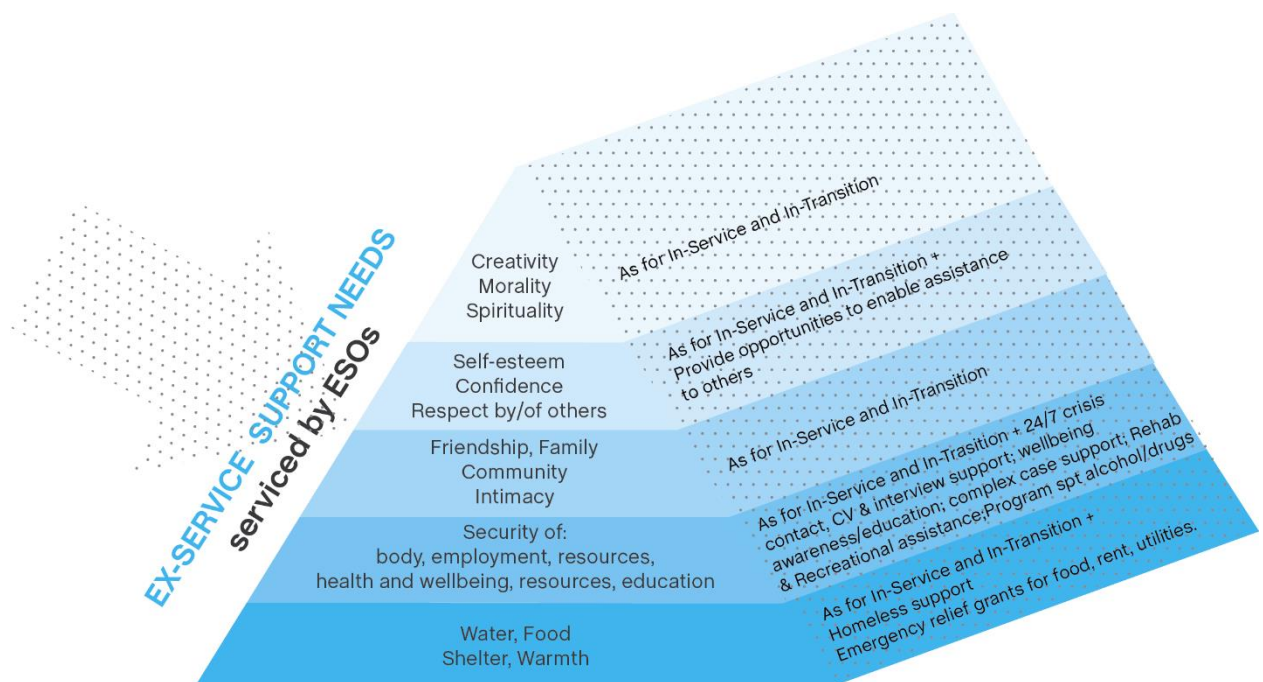 EX-SERVICE SUPPORT NEEDS
serviced by ESOs
Creativity
Morality
Spirituality
As for In-Service and In-Transition
Self-esteem
Confidence
Respect by/of others
As for In-Service and In-Transition +
Provide opportunities to enable assistance
to others
Friendship, Family
Community
Intimacy
As for In-Service and In-Transition
Security of:
body, employment, resources,
health and wellbeing, resources, education
As for In-Service and In-Trasition + 24/7 crisis
contact, CV & interview support; wellbeing
awareness/education; complex case support; Rehab
& Recreational assistance;Program spt alcohol/drugs
Water, Food
Shelter, Warmth
As for In-Service and In-Transition +
Homeless support
Emergency relief grants for food, rent, utilities.